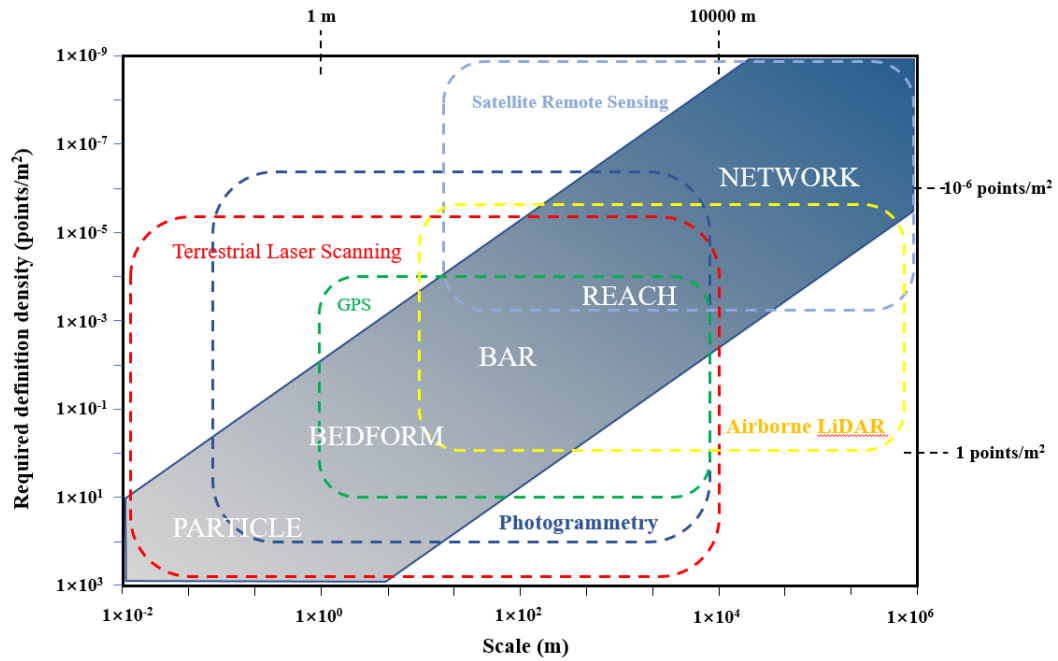 1 m
10000 m
1×10⁻⁹
1×10⁻⁷
1×10⁻⁵
1×10⁻³
1×10⁻¹
1×10¹
1×10³
Required definition density (points/m²)
Satellite Remote Sensing
NETWORK
10⁻⁶ points/m²
Terrestrial Laser Scanning
GPS
REACH
BAR
BEDFORM
Airborne LiDAR
1 points/m²
PARTICLE
Photogrammetry
1×10⁻²
1×10⁰
1×10²
1×10⁴
1×10⁶
Scale (m)